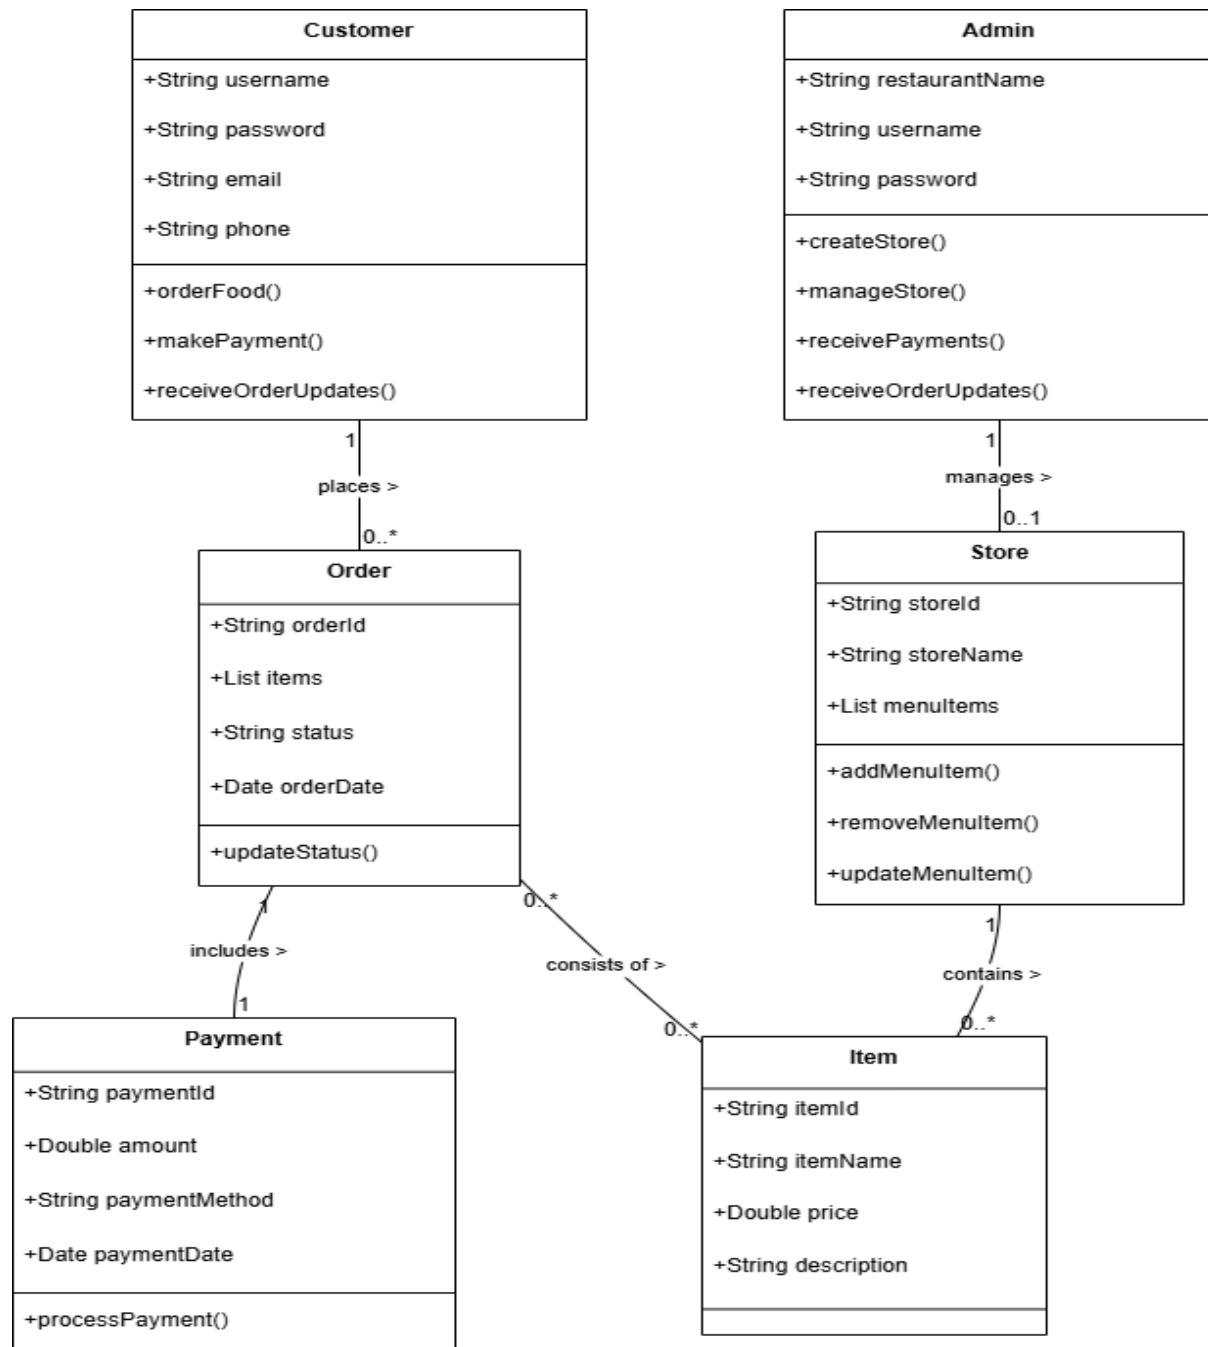 Customer
+String username
+String password
+String email
+String phone
+orderFood()
+makePayment()
+receiveOrderUpdates()
Admin
+String restaurantName
+String username
+String password
+createStore()
+manageStore()
+receivePayments()
+receiveOrderUpdates()
1
places >
0..*
1
manages >
0..1
Order
+String orderId
+List items
+String status
+Date orderDate
+updateStatus()
Store
+String storeId
+String storeName
+List menuItems
+addMenuItem()
+removeMenuItem()
+updateMenuItem()
1
includes >
1
0..*
consists of >
0..*
1
contains >
0..*
Payment
+String paymentId
+Double amount
+String paymentMethod
+Date paymentDate
+processPayment()
Item
+String itemId
+String itemName
+Double price
+String description